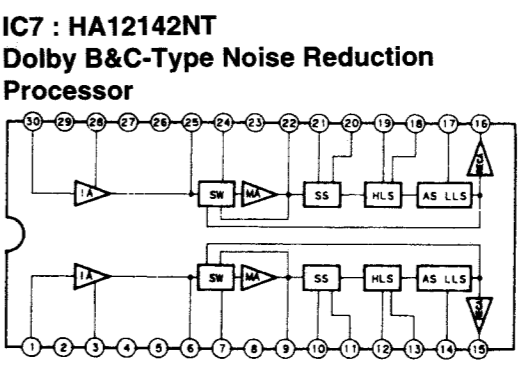 IC7 : HA12142NT
Dolby B&C-Type Noise Reduction
Processor
30 29 28 27 26 25 24 23 22 21 20 19 18 17 16
IA SW MA SS HLS AS LLS
IA SW MA SS HLS AS LLS
1 2 3 4 5 6 7 8 9 10 11 12 13 14 15